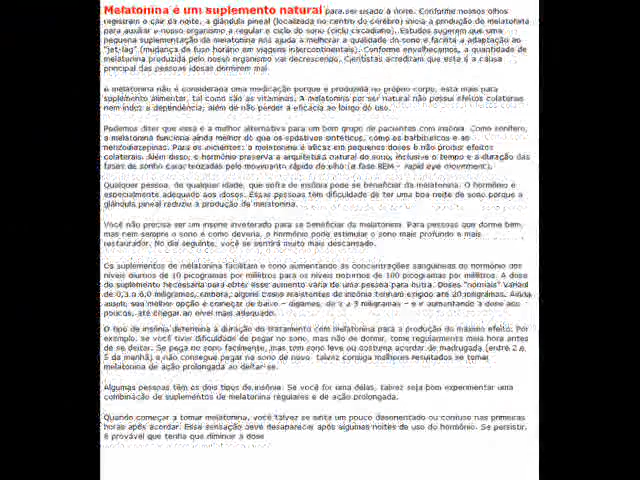 Melatonina é um suplemento natural para ser usado à noite. Conforme nossos olhos
registram o cair da noite, a glândula pineal (localizada no centro do cérebro) inicia a produção de melatonina
para auxiliar o nosso organismo a regular o ciclo do sono (ciclo circadiano). Estudos sugerem que uma
pequena suplementação de melatonina nos ajuda a melhorar a qualidade do sono e facilita a adaptação ao
"jet-lag" (mudança de fuso horário em viagens intercontinentais). Conforme envelhecemos, a quantidade de
melatonina produzida pelo nosso organismo vai decrescendo. Cientistas acreditam que esta é a causa
principal das pessoas idosas dormirem mal.
A melatonina não é considerada uma medicação porque é produzida no próprio corpo, está mais para
suplemento alimentar, tal como são as vitaminas. A melatonina por ser natural não possui efeitos colaterais
nem induz a dependência, além de não perder a eficácia ao longo do uso.
Podemos dizer que essa é a melhor alternativa para um bom grupo de pacientes com insônia. Como sonífero,
a melatonina funciona ainda melhor do que os sedativos sintéticos, como os barbitúricos e as
benzodiazepinas. Para os iniciantes: a melatonina é eficaz em pequenas doses e não produz efeitos
colaterais. Além disso, o hormônio preserva a arquitetura natural do sono, inclusive o tempo e a duração das
fases de sonho caracterizadas pelo movimento rápido do olho (a fase REM – rapid eye movement).
Qualquer pessoa, de qualquer idade, que sofra de insônia pode se beneficiar da melatonina. O hormônio é
especialmente adequado aos idosos. Essas pessoas têm dificuldade de ter uma boa noite de sono porque a
glândula pineal reduziu a produção de melatonina.
Você não precisa ser um insone inveterado para se beneficiar da melatonina. Para pessoas que dorme bem,
mas nem sempre o sono é como deveria, o hormônio pode estimular o sono mais profundo e mais
restaurador. No dia seguinte, você se sentirá muito mais descansado.
Os suplementos de melatonina facilitam o sono aumentando as concentrações sanguíneas do hormônio dos
níveis diurnos de 10 picogramas por mililitros para os níveis noturnos de 100 picogramas por mililitros. A dose
do suplemento necessária para obter esse aumento varia de uma pessoa para outra. Doses "normais" variam
de 0,3 a 6,0 miligramas, embora, alguns casos resistentes de insônia tenham exigido até 20 miligramas. Ainda
assim, sua melhor opção é começar de baixo – digamos, de 1 a 3 miligramas – e ir aumentando a dose aos
poucos, até chegar ao nível mais adequado.
O tipo de insônia determina a duração do tratamento com melatonina para a produção do máximo efeito. Por
exemplo, se você tiver dificuldade de pegar no sono, mas não de dormir, tome regularmente meia hora antes
de se deitar. Se pega no sono facilmente, mas tem sono leve ou costuma acordar de madrugada (entre 2 e
5 da manhã) e não consegue pegar no sono de novo, talvez consiga melhores resultados se tomar
melatonina de ação prolongada ao deitar-se.
Algumas pessoas têm os dois tipos de insônia. Se você for uma delas, talvez seja bom experimentar uma
combinação de suplementos de melatonina regulares e de ação prolongada.
Quando começar a tomar melatonina, você talvez se sinta um pouco desorientado ou confuso nas primeiras
horas após acordar. Essa sensação deve desaparecer após algumas noites de uso do hormônio. Se persistir,
é provável que tenha que diminuir a dose